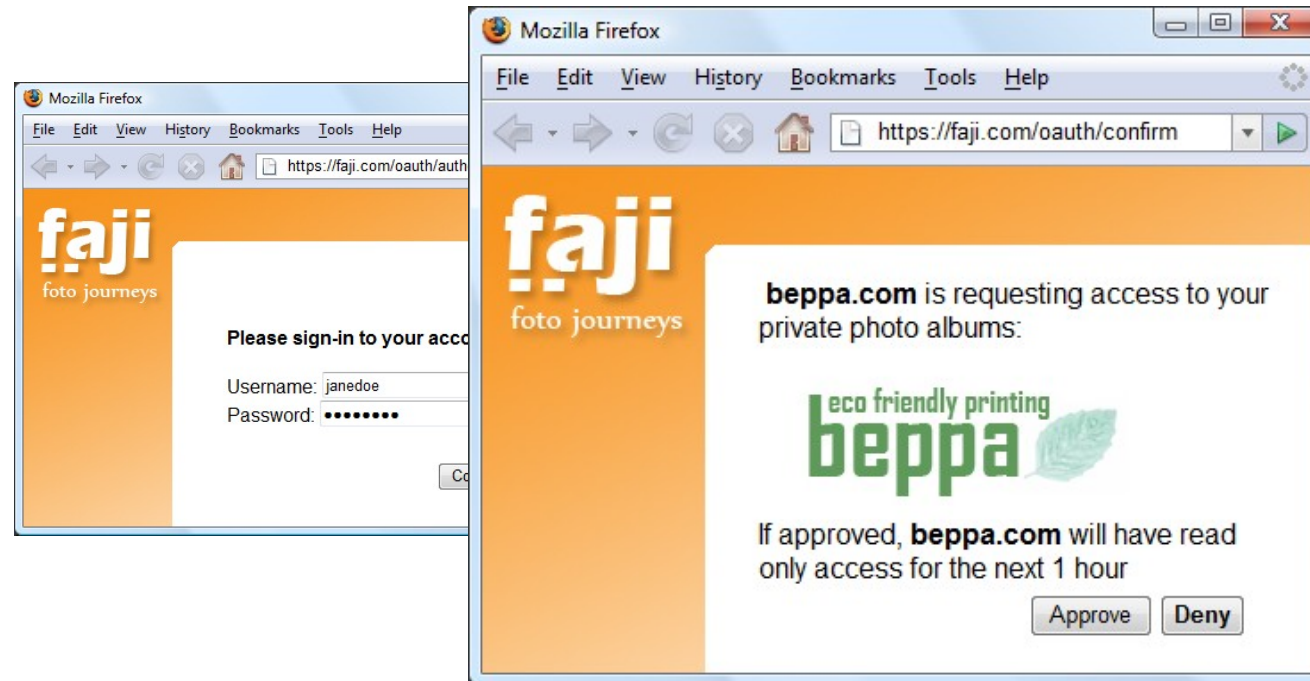 Mozilla Firefox
File Edit View History Bookmarks Tools Help
https://faji.com/oauth/auth
faji
foto journeys
Please sign-in to your acco
Username: janedoe
Password: ••••••••
Co
Mozilla Firefox
File Edit View History Bookmarks Tools Help
https://faji.com/oauth/confirm
faji
foto journeys
beppa.com is requesting access to your
private photo albums:
eco friendly printing
beppa
If approved, beppa.com will have read
only access for the next 1 hour
Approve Deny